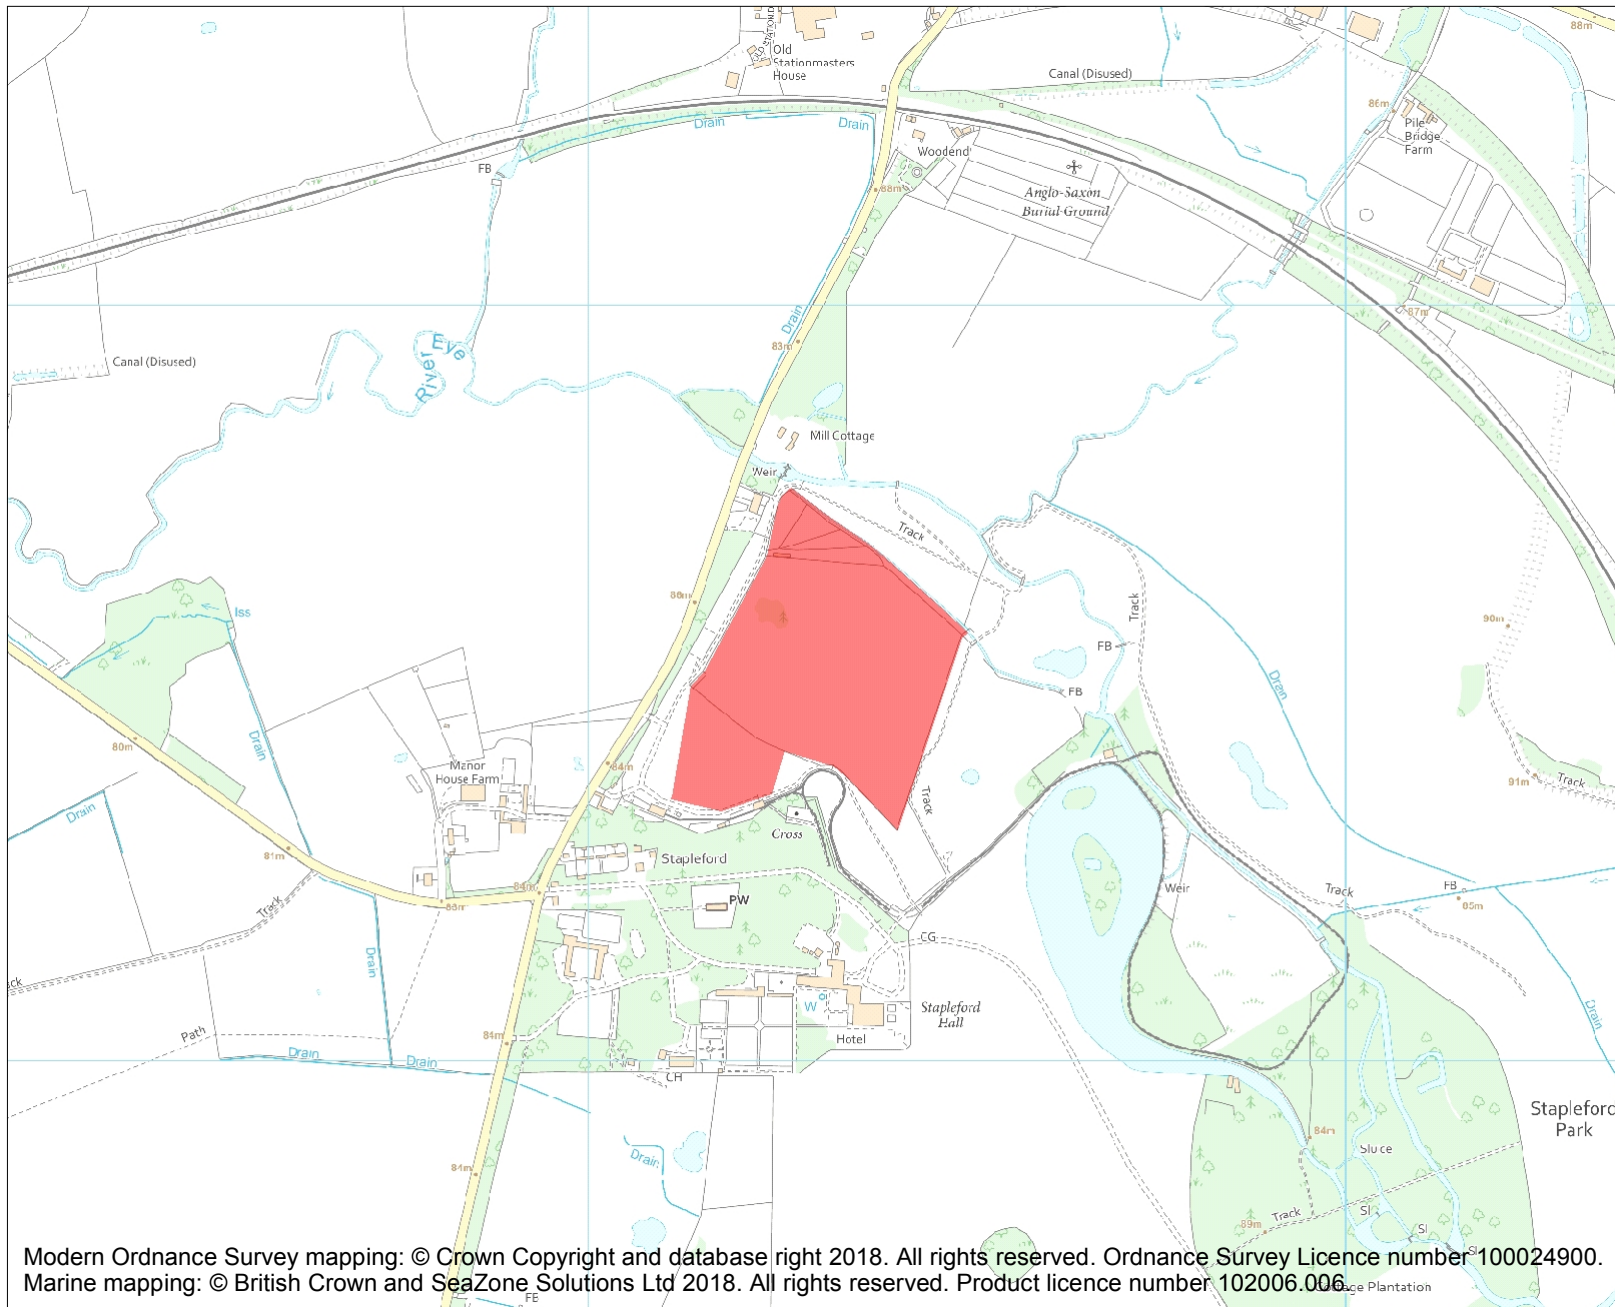 88m
Old
Stationmasters
House
Canal (Disused)
86m
Pile
Bridge
Farm
Drain
Drain
Woodend
FB
Anglo-Saxon
Burial Ground
88m
87m
Drain
83m
River Eye
Canal (Disused)
Mill Cottage
Weir
Track
86m
Iss
Track
90m
FB
FB
Drain
80m
Drain
Manor
House Farm
84m
91m
Track
Drain
Track
Cross
81m
Stapleford
84m
83m
PW
Weir
Track
FB
85m
Track
CG
Drain
Stapleford
Hall
W
Hotel
Path
84m
Drain
Drain
Drain
CH
Stapleford
Park
84m
Drain
84m
Sluice
Track
89m
Sl
Sl
Sl
Modern Ordnance Survey mapping: © Crown Copyright and database right 2018. All rights reserved. Ordnance Survey Licence number 100024900.
Marine mapping: © British Crown and SeaZone Solutions Ltd 2018. All rights reserved. Product licence number 102006.006.
Plantation
FB